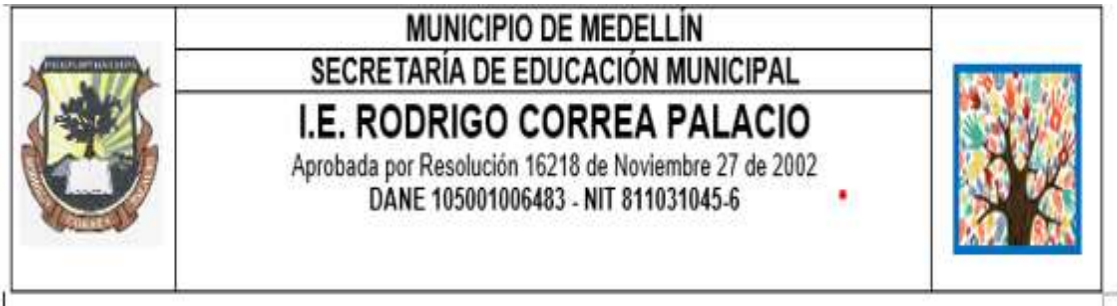 MUNICIPIO DE MEDELLÍN
SECRETARÍA DE EDUCACIÓN MUNICIPAL
I.E. RODRIGO CORREA PALACIO
Aprobada por Resolución 16218 de Noviembre 27 de 2002
DANE 105001006483 - NIT 811031045-6